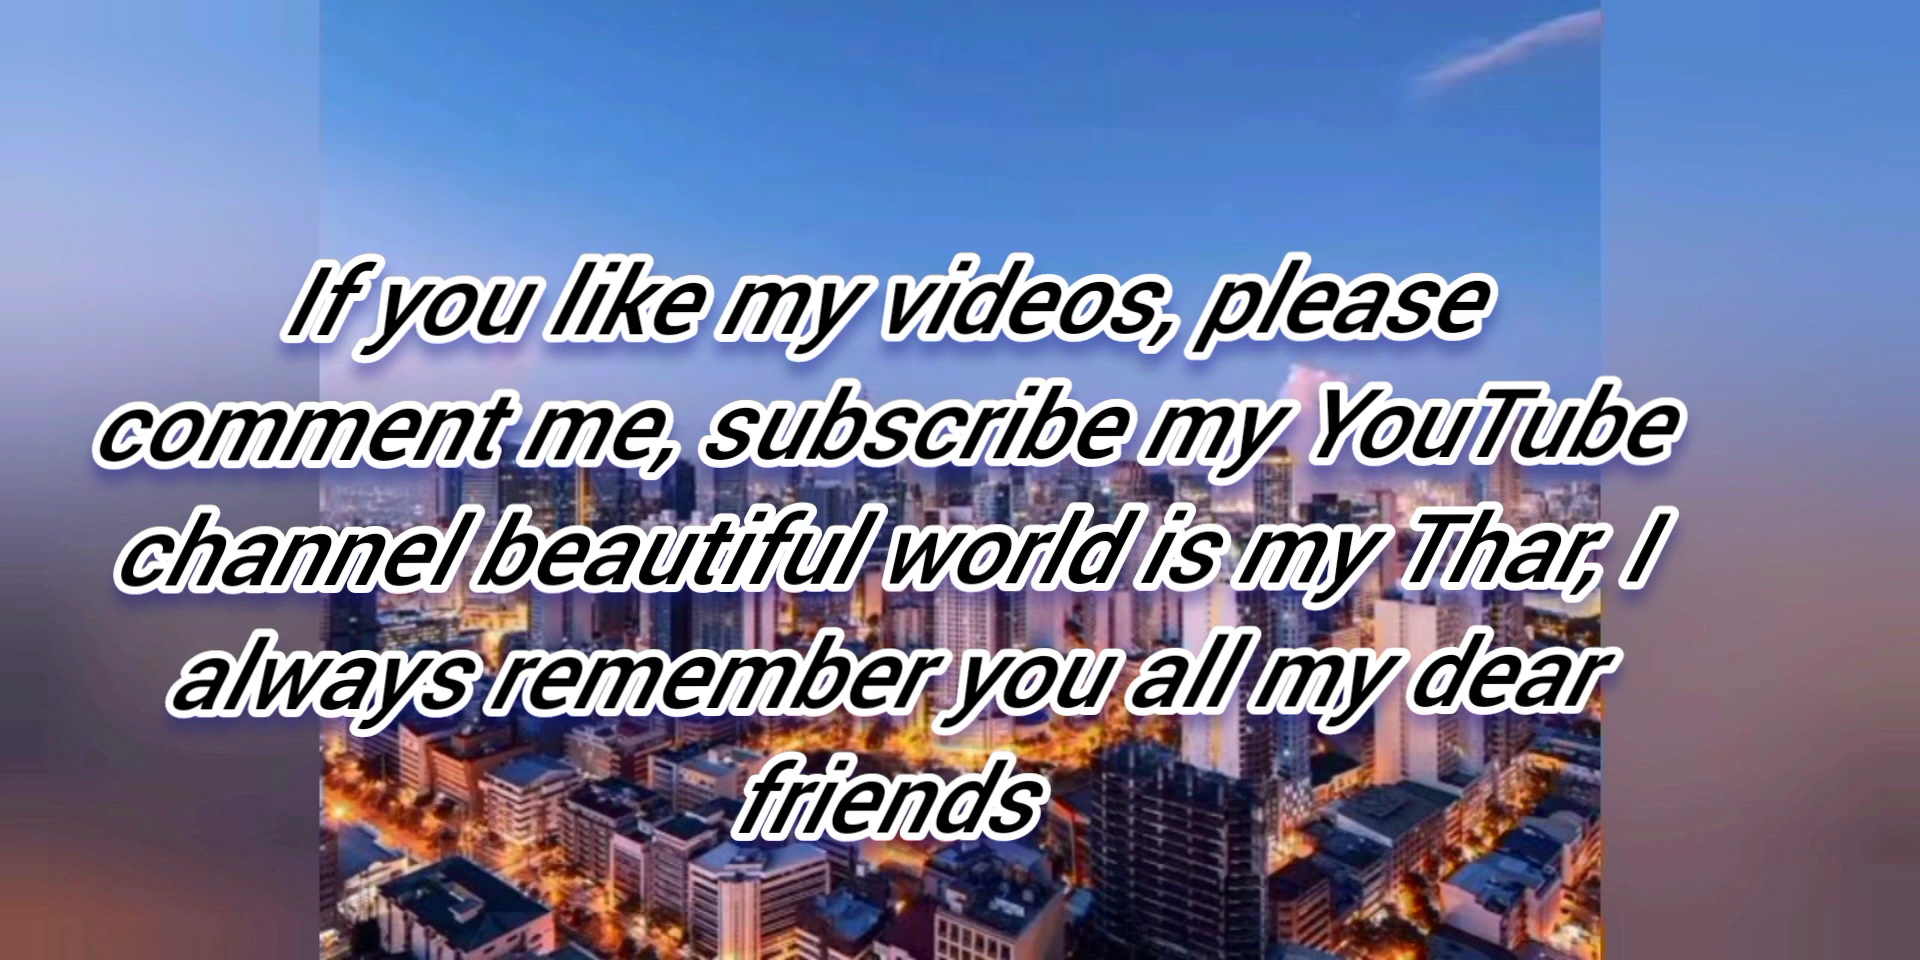 If you like my videos, please
comment me, subscribe my YouTube
channel beautiful world is my Thar, I
always remember you all my dear
friends